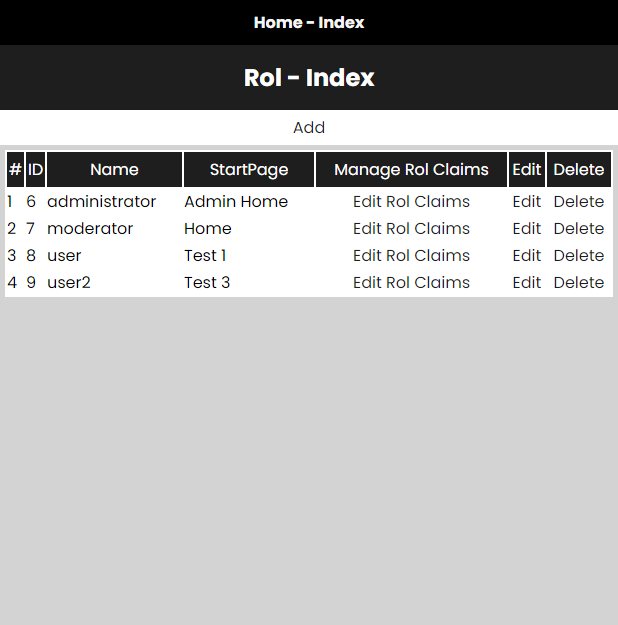 Home - Index
Rol - Index
Add
# ID Name StartPage Manage Rol Claims Edit Delete
1 6 administrator Admin Home Edit Rol Claims Edit Delete
2 7 moderator Home Edit Rol Claims Edit Delete
3 8 user Test 1 Edit Rol Claims Edit Delete
4 9 user2 Test 3 Edit Rol Claims Edit Delete